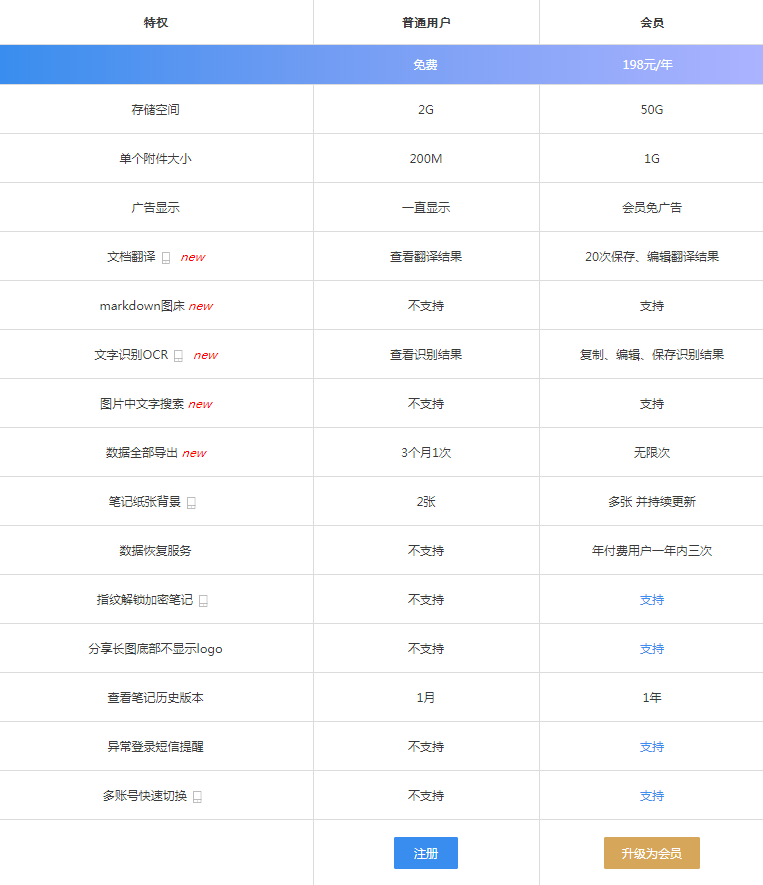 特权 普通用户 会员
免费 198元/年
存储空间 2G 50G
单个附件大小 200M 1G
广告显示 一直显示 会员免广告
文档翻译 new 查看翻译结果 20次保存、编辑翻译结果
markdown图床 new 不支持 支持
文字识别OCR new 查看识别结果 复制、编辑、保存识别结果
图片中文字搜索 new 不支持 支持
数据全部导出 new 3个月1次 无限次
笔记纸张背景 2张 多张 并持续更新
数据恢复服务 不支持 年付费用户一年内三次
指纹解锁加密笔记 不支持 支持
分享长图底部不显示logo 不支持 支持
查看笔记历史版本 1月 1年
异常登录短信提醒 不支持 支持
多账号快速切换 不支持 支持
注册 升级为会员